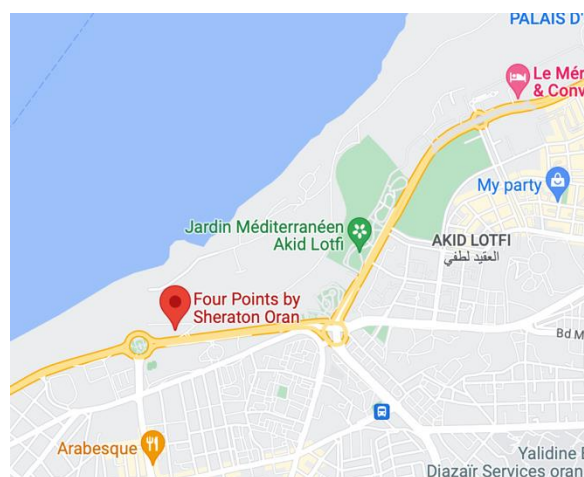 PALAIS D'
Le Mér
& Conv
My party
Jardin Méditerranéen
Akid Lotfi
AKID LOTFI
العقيد لطفي
Four Points by
Sheraton Oran
Bd M
Arabesque
Yalidine E
Diazaïr Services oran